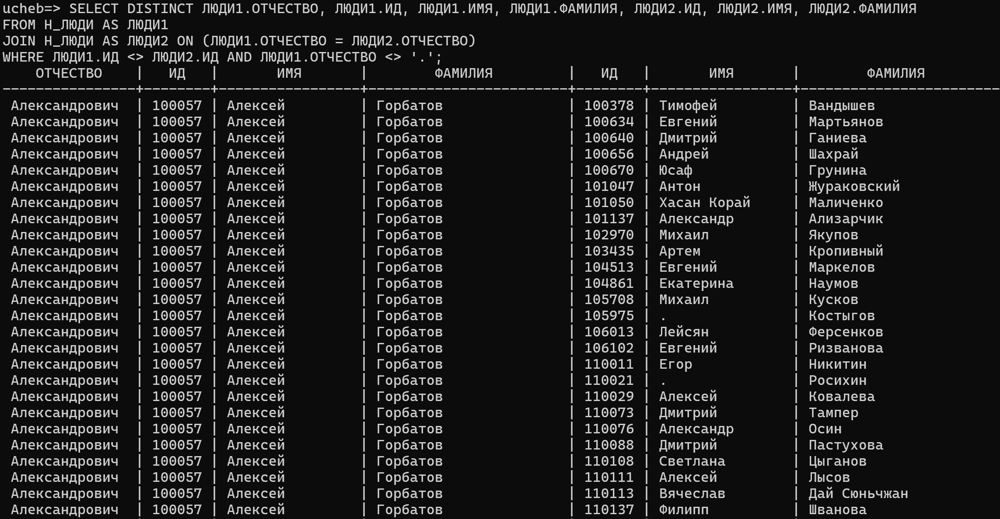 ucheb=> SELECT DISTINCT ЛЮДИ1.ОТЧЕСТВО, ЛЮДИ1.ИД, ЛЮДИ1.ИМЯ, ЛЮДИ1.ФАМИЛИЯ, ЛЮДИ2.ИД, ЛЮДИ2.ИМЯ, ЛЮДИ2.ФАМИЛИЯ
FROM Н_ЛЮДИ AS ЛЮДИ1
JOIN Н_ЛЮДИ AS ЛЮДИ2 ON (ЛЮДИ1.ОТЧЕСТВО = ЛЮДИ2.ОТЧЕСТВО)
WHERE ЛЮДИ1.ИД <> ЛЮДИ2.ИД AND ЛЮДИ1.ОТЧЕСТВО <> '.';
    ОТЧЕСТВО    |   ИД   |       ИМЯ       |        ФАМИЛИЯ         |   ИД   |       ИМЯ       |        ФАМИЛИЯ
----------------+--------+-----------------+------------------------+--------+-----------------+------------------------
 Александрович  | 100057 | Алексей         | Горбатов               | 100378 | Тимофей         | Вандышев
 Александрович  | 100057 | Алексей         | Горбатов               | 100634 | Евгений         | Мартьянов
 Александрович  | 100057 | Алексей         | Горбатов               | 100640 | Дмитрий         | Ганиева
 Александрович  | 100057 | Алексей         | Горбатов               | 100656 | Андрей          | Шахрай
 Александрович  | 100057 | Алексей         | Горбатов               | 100670 | Юсаф            | Грунина
 Александрович  | 100057 | Алексей         | Горбатов               | 101047 | Антон           | Жураковский
 Александрович  | 100057 | Алексей         | Горбатов               | 101050 | Хасан Корай     | Маличенко
 Александрович  | 100057 | Алексей         | Горбатов               | 101137 | Александр       | Ализарчик
 Александрович  | 100057 | Алексей         | Горбатов               | 102970 | Михаил          | Якупов
 Александрович  | 100057 | Алексей         | Горбатов               | 103435 | Артем           | Кропивный
 Александрович  | 100057 | Алексей         | Горбатов               | 104513 | Евгений         | Маркелов
 Александрович  | 100057 | Алексей         | Горбатов               | 104861 | Екатерина       | Наумов
 Александрович  | 100057 | Алексей         | Горбатов               | 105708 | Михаил          | Кусков
 Александрович  | 100057 | Алексей         | Горбатов               | 105975 | .               | Костыгов
 Александрович  | 100057 | Алексей         | Горбатов               | 106013 | Лейсян          | Ферсенков
 Александрович  | 100057 | Алексей         | Горбатов               | 106102 | Евгений         | Ризванова
 Александрович  | 100057 | Алексей         | Горбатов               | 110011 | Егор            | Никитин
 Александрович  | 100057 | Алексей         | Горбатов               | 110021 | .               | Росихин
 Александрович  | 100057 | Алексей         | Горбатов               | 110029 | Алексей         | Ковалева
 Александрович  | 100057 | Алексей         | Горбатов               | 110073 | Дмитрий         | Тампер
 Александрович  | 100057 | Алексей         | Горбатов               | 110076 | Александр       | Осин
 Александрович  | 100057 | Алексей         | Горбатов               | 110088 | Дмитрий         | Пастухова
 Александрович  | 100057 | Алексей         | Горбатов               | 110108 | Светлана        | Цыганов
 Александрович  | 100057 | Алексей         | Горбатов               | 110111 | Алексей         | Лысов
 Александрович  | 100057 | Алексей         | Горбатов               | 110113 | Вячеслав        | Дай Сюньчжан
 Александрович  | 100057 | Алексей         | Горбатов               | 110137 | Филипп          | Шванова